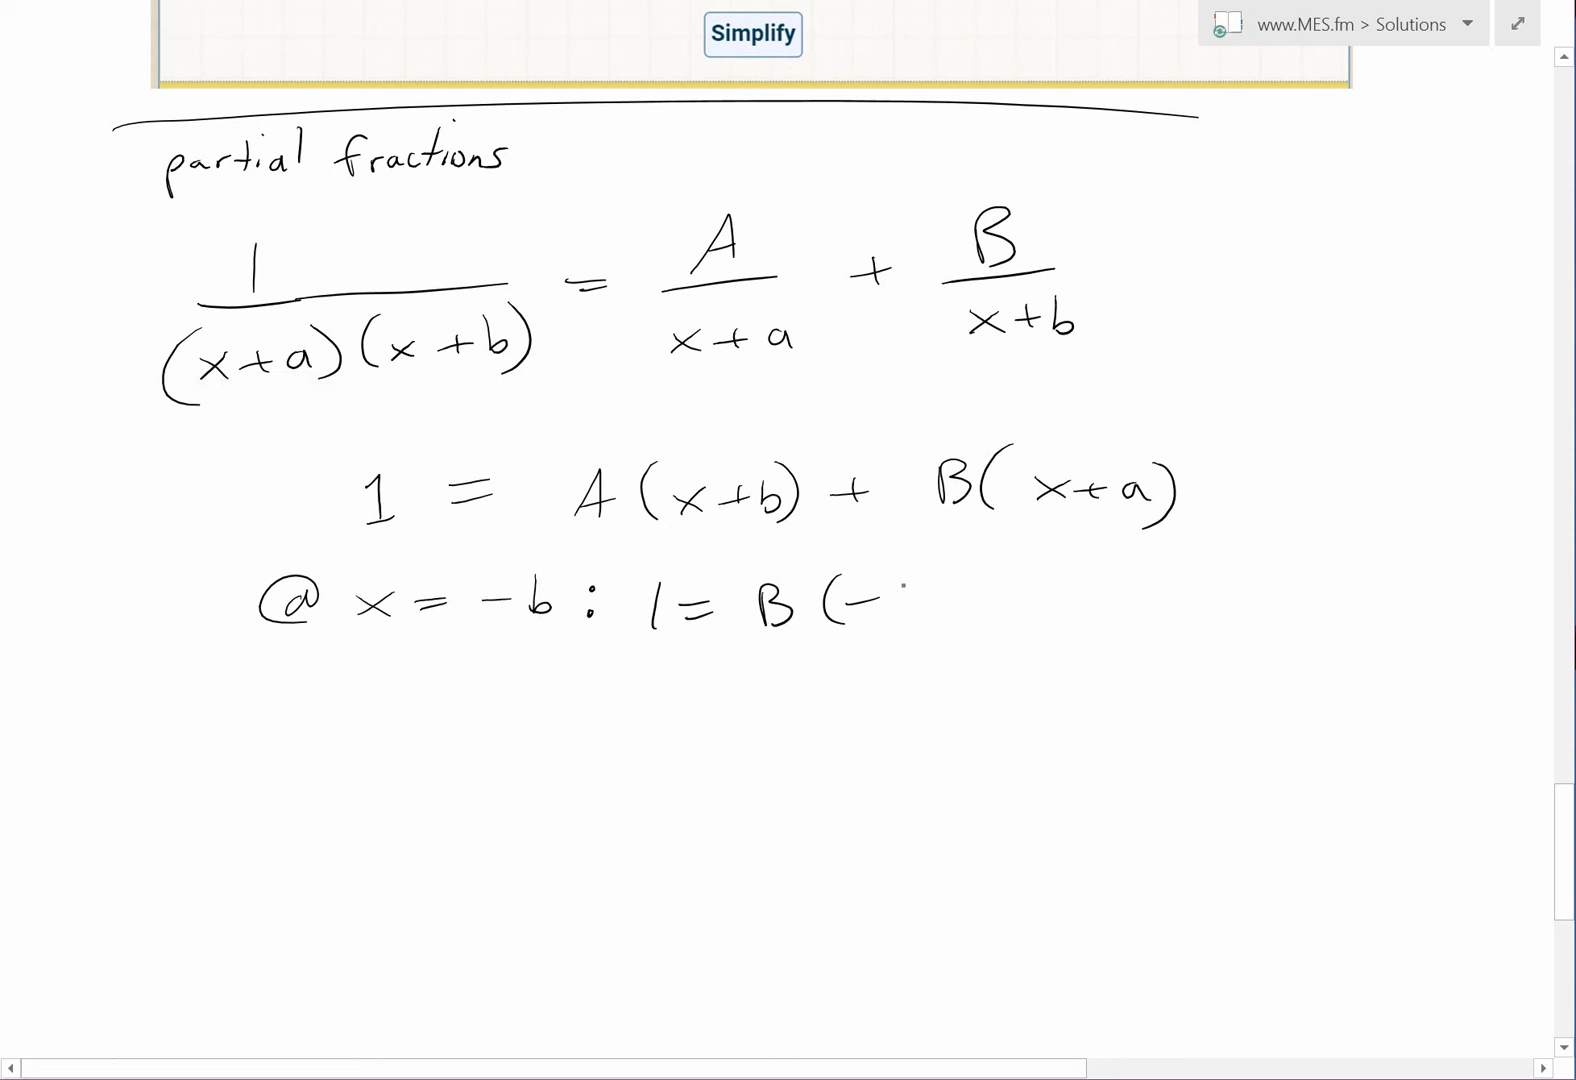 Simplify
www.MES.fm > Solutions
partial fractions
1/((x+a)(x+b)) = A/(x+a) + B/(x+b)
1 = A(x+b) + B(x+a)
@ x = -b : 1 = B(-